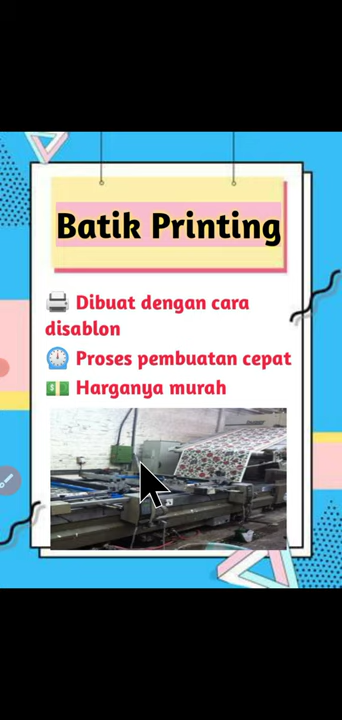 Batik Printing
🖨️ Dibuat dengan cara
disablon
⏱️ Proses pembuatan cepat
💵 Harganya murah